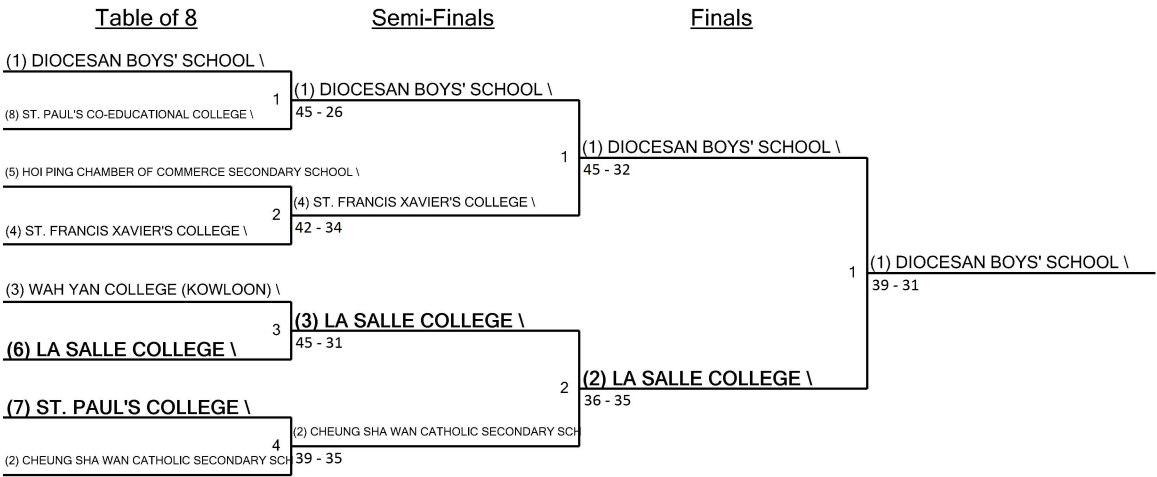 Table of 8
Semi-Finals
Finals
(1) DIOCESAN BOYS' SCHOOL \
1
(8) ST. PAUL'S CO-EDUCATIONAL COLLEGE \
(1) DIOCESAN BOYS' SCHOOL \
45 - 26
(5) HOI PING CHAMBER OF COMMERCE SECONDARY SCHOOL \
2
(4) ST. FRANCIS XAVIER'S COLLEGE \
(4) ST. FRANCIS XAVIER'S COLLEGE \
42 - 34
1
(1) DIOCESAN BOYS' SCHOOL \
45 - 32
(3) WAH YAN COLLEGE (KOWLOON) \
3
(6) LA SALLE COLLEGE \
(3) LA SALLE COLLEGE \
45 - 31
(7) ST. PAUL'S COLLEGE \
4
(2) CHEUNG SHA WAN CATHOLIC SECONDARY SCH
(2) CHEUNG SHA WAN CATHOLIC SECONDARY SCH
39 - 35
2
(2) LA SALLE COLLEGE \
36 - 35
1
(1) DIOCESAN BOYS' SCHOOL \
39 - 31